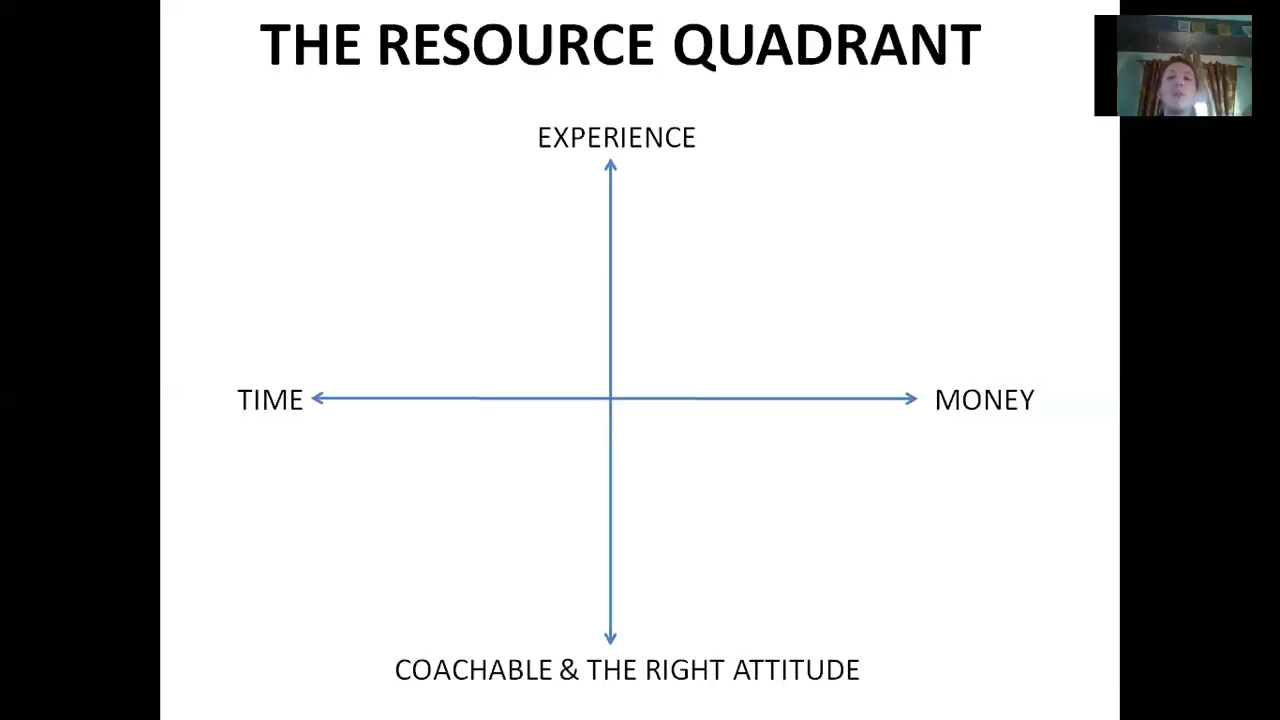 THE RESOURCE QUADRANT
EXPERIENCE
TIME
MONEY
COACHABLE & THE RIGHT ATTITUDE